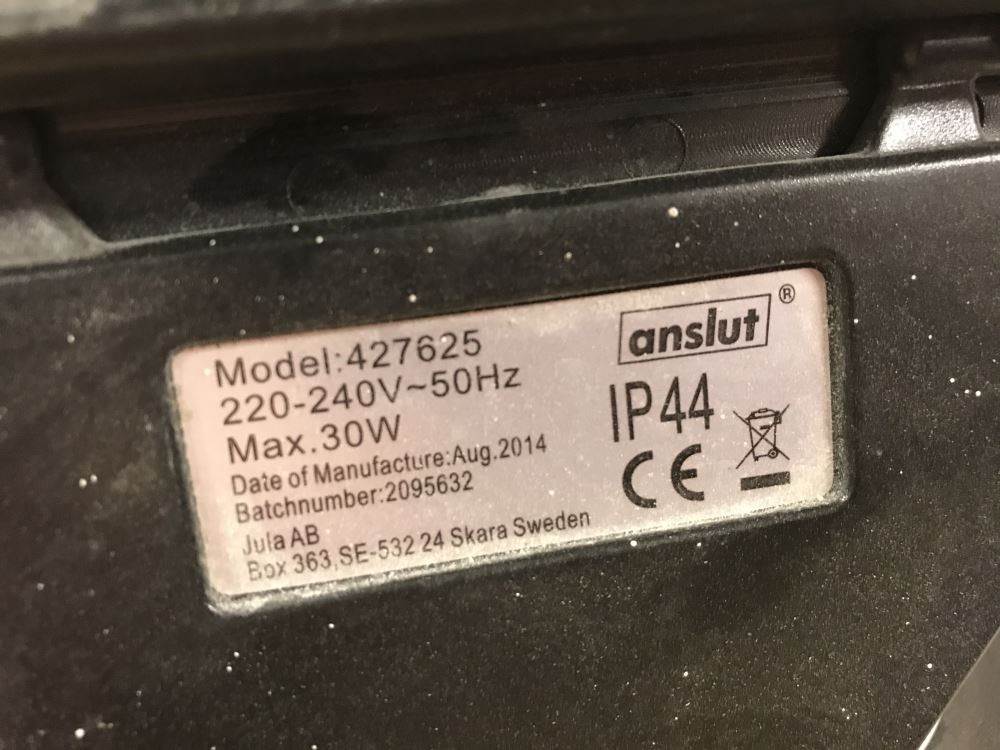 Model:427625
220-240V~50Hz
Max.30W
Date of Manufacture:Aug.2014
Batchnumber:2095632
Jula AB
Box 363,SE-532 24 Skara Sweden
anslut ®
IP44
CE